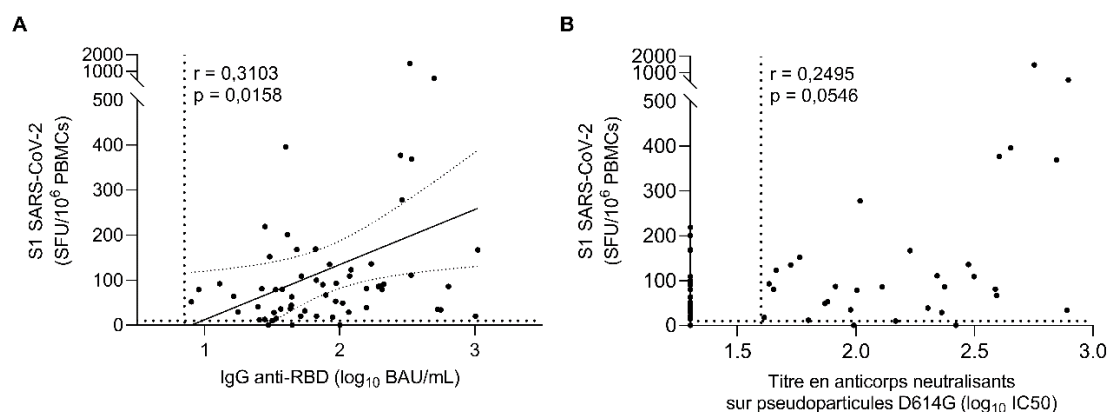 A
2000
1000
500
400
300
200
100
0
S1 SARS-CoV-2
(SFU/10⁶ PBMCs)
r = 0,3103
p = 0,0158
1
2
3
IgG anti-RBD (log₁₀ BAU/mL)
B
2000
1000
500
400
300
200
100
0
S1 SARS-CoV-2
(SFU/10⁶ PBMCs)
r = 0,2495
p = 0,0546
1.5
2.0
2.5
3.0
Titre en anticorps neutralisants
sur pseudoparticules D614G (log₁₀ IC50)